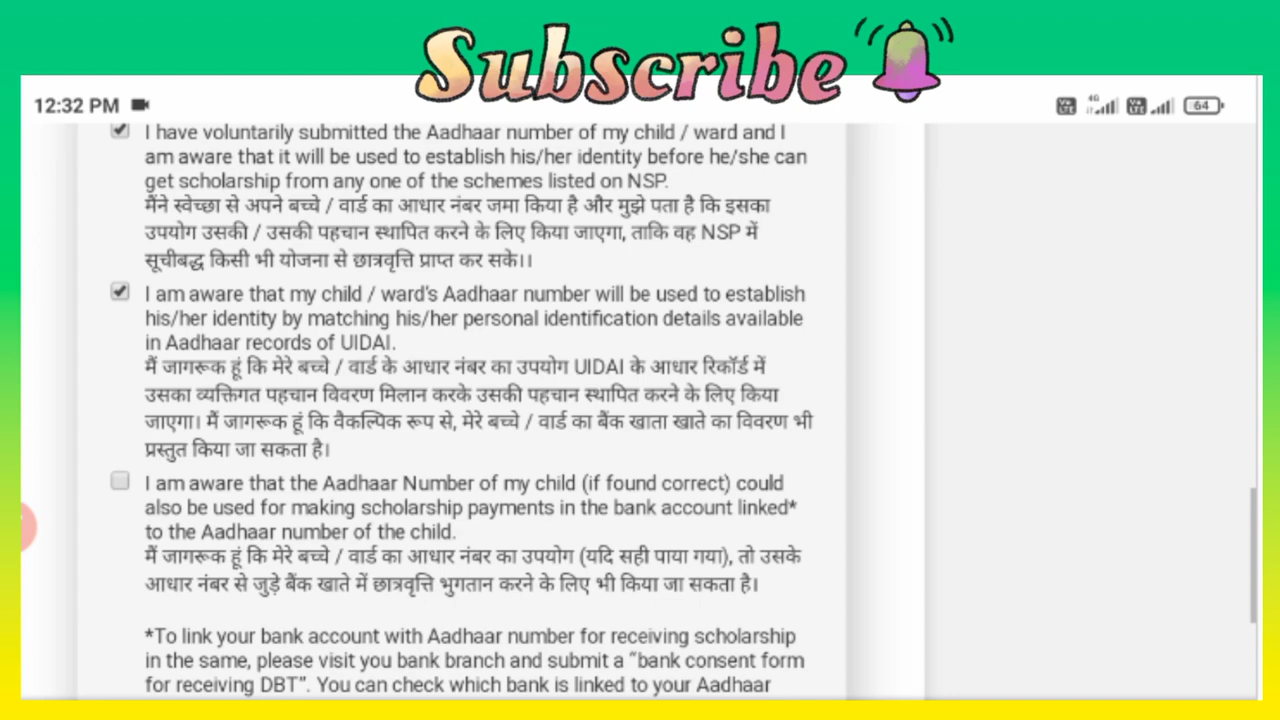 Subscribe
12:32 PM
4G
64
I have voluntarily submitted the Aadhaar number of my child / ward and I
am aware that it will be used to establish his/her identity before he/she can
get scholarship from any one of the schemes listed on NSP.
मैंने स्वेच्छा से अपने बच्चे / वार्ड का आधार नंबर जमा किया है और मुझे पता है कि इसका
उपयोग उसकी / उसकी पहचान स्थापित करने के लिए किया जाएगा, ताकि वह NSP में
सूचीबद्ध किसी भी योजना से छात्रवृत्ति प्राप्त कर सके।।
I am aware that my child / ward's Aadhaar number will be used to establish
his/her identity by matching his/her personal identification details available
in Aadhaar records of UIDAI.
मैं जागरूक हूं कि मेरे बच्चे / वार्ड के आधार नंबर का उपयोग UIDAI के आधार रिकॉर्ड में
उसका व्यक्तिगत पहचान विवरण मिलान करके उसकी पहचान स्थापित करने के लिए किया
जाएगा। मैं जागरूक हूं कि वैकल्पिक रूप से, मेरे बच्चे / वार्ड का बैंक खाता खाते का विवरण भी
प्रस्तुत किया जा सकता है।
I am aware that the Aadhaar Number of my child (if found correct) could
also be used for making scholarship payments in the bank account linked*
to the Aadhaar number of the child.
मैं जागरूक हूं कि मेरे बच्चे / वार्ड का आधार नंबर का उपयोग (यदि सही पाया गया), तो उसके
आधार नंबर से जुड़े बैंक खाते में छात्रवृत्ति भुगतान करने के लिए भी किया जा सकता है।
*To link your bank account with Aadhaar number for receiving scholarship
in the same, please visit you bank branch and submit a “bank consent form
for receiving DBT”. You can check which bank is linked to your Aadhaar